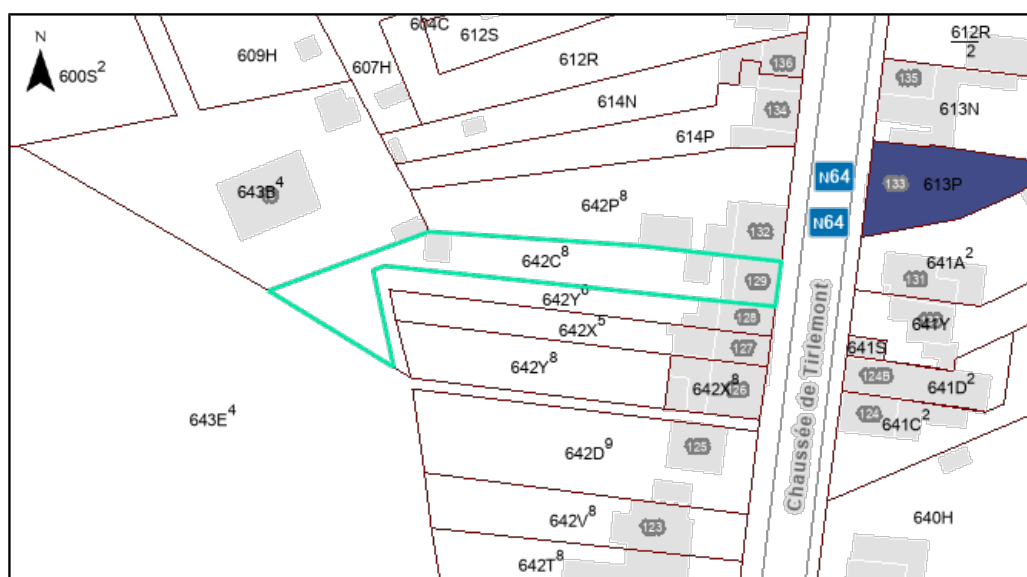 604C
612S
612R
2
N
609H
607H
612R
136
135
600S²
614N
134
613N
614P
N64
133
613P
643B⁴
642P⁸
N64
132
642C⁸
641A²
129
131
642Y⁶
128
641Y
642X⁵
127
641S
642Y⁸
124B
642X⁸
126
641D²
Chaussée de Tirlemont
643E⁴
124
641C²
642D⁹
125
642V⁸
123
640H
642T⁸